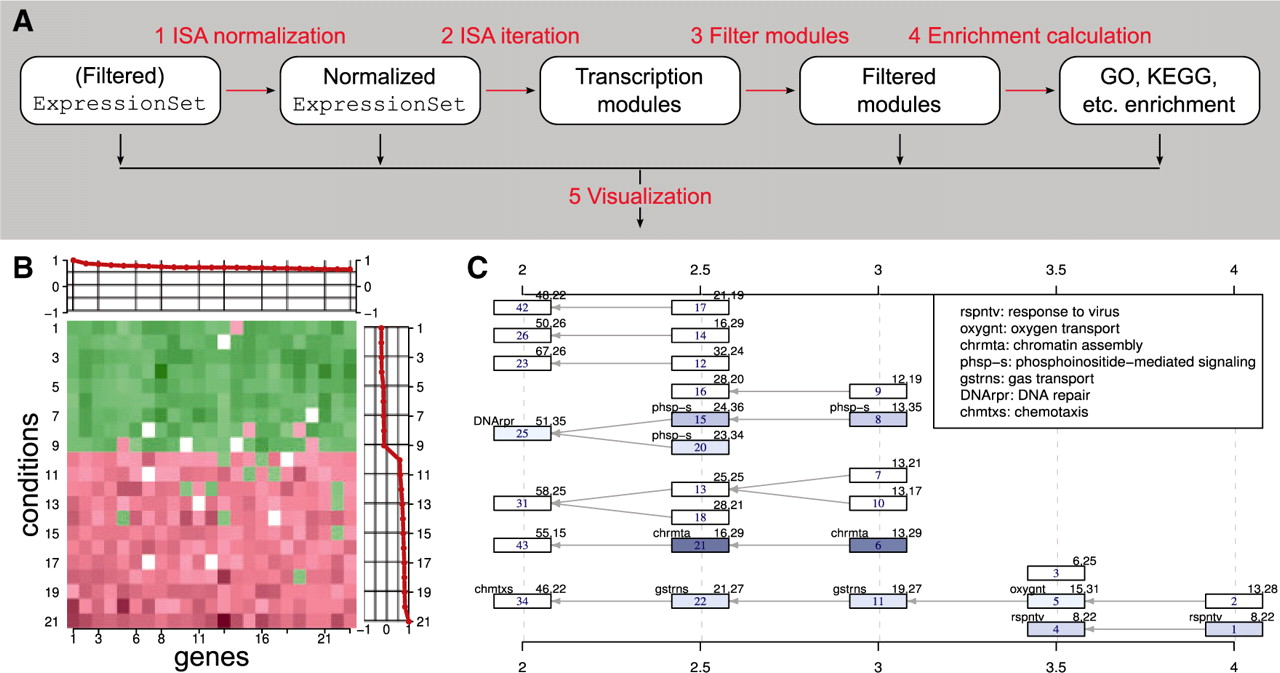 A
1 ISA normalization 2 ISA iteration 3 Filter modules 4 Enrichment calculation
(Filtered)
ExpressionSet
Normalized
ExpressionSet
Transcription
modules
Filtered
modules
GO, KEGG,
etc. enrichment
5 Visualization
B
1
0
−1
1
0
−1
conditions
1
3
5
7
9
11
13
15
17
19
21
1
3
5
7
9
11
13
15
17
19
21
1 3 6 8 11 16 21
−1 0 1
genes
C
2 2.5 3 3.5 4
48,22 21,19
42 17
50,26 16,29
26 14
67,26 32,24
23 12
28,20 12,19
16 9
phsp−s 24,36 phsp−s 13,35
15 8
DNArpr 51,35
25
phsp−s 23,34
20
13,21
7
25,25
13
58,25 13,17
31 10
28,21
18
55,15 chrmta 16,29 chrmta 13,29
43 21 6
6,25
3
chmtxs 46,22 gstrns 21,27 gstrns 19,27 oxygnt 15,31 13,28
34 22 11 5 2
rspntv 8,22 rspntv 8,22
4 1
rspntv: response to virus
oxygnt: oxygen transport
chrmta: chromatin assembly
phsp−s: phosphoinositide−mediated signaling
gstrns: gas transport
DNArpr: DNA repair
chmtxs: chemotaxis
2 2.5 3 3.5 4